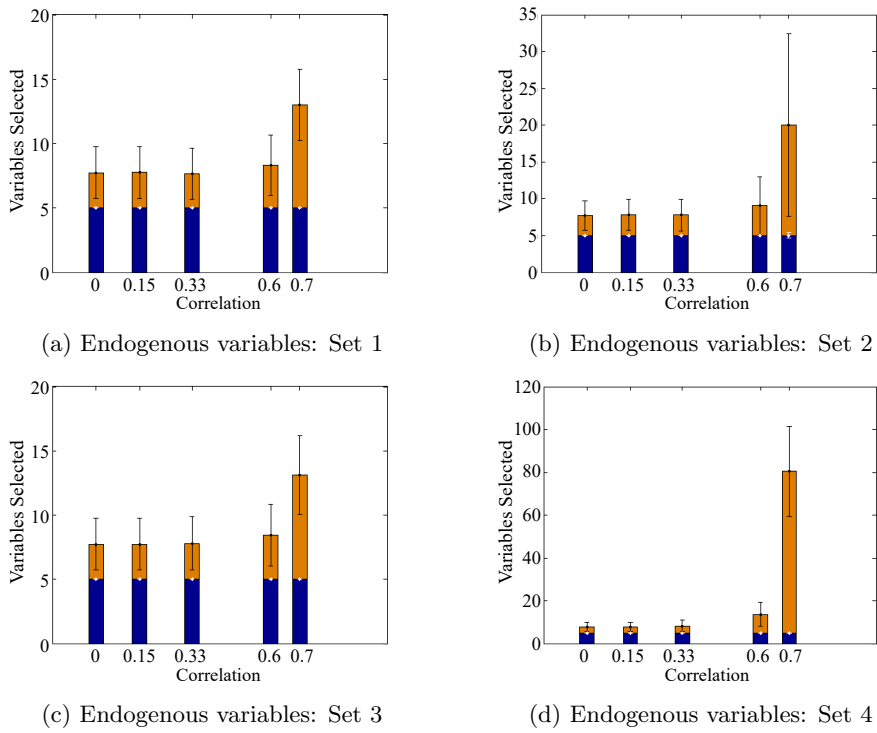 20
15
10
5
0
Variables Selected
0 0.15 0.33 0.6 0.7
Correlation
(a) Endogenous variables: Set 1
35
30
25
20
15
10
5
0
Variables Selected
0 0.15 0.33 0.6 0.7
Correlation
(b) Endogenous variables: Set 2
20
15
10
5
0
Variables Selected
0 0.15 0.33 0.6 0.7
Correlation
(c) Endogenous variables: Set 3
120
100
80
60
40
20
0
Variables Selected
0 0.15 0.33 0.6 0.7
Correlation
(d) Endogenous variables: Set 4